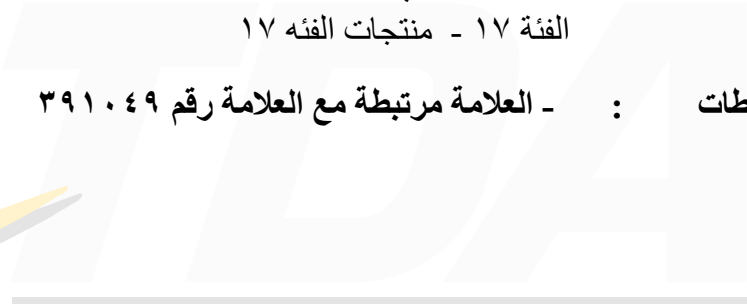 الفئة ١٧ - منتجات الفئه ١٧
طات : - العلامة مرتبطة مع العلامة رقم ٣٩١٠٤٩